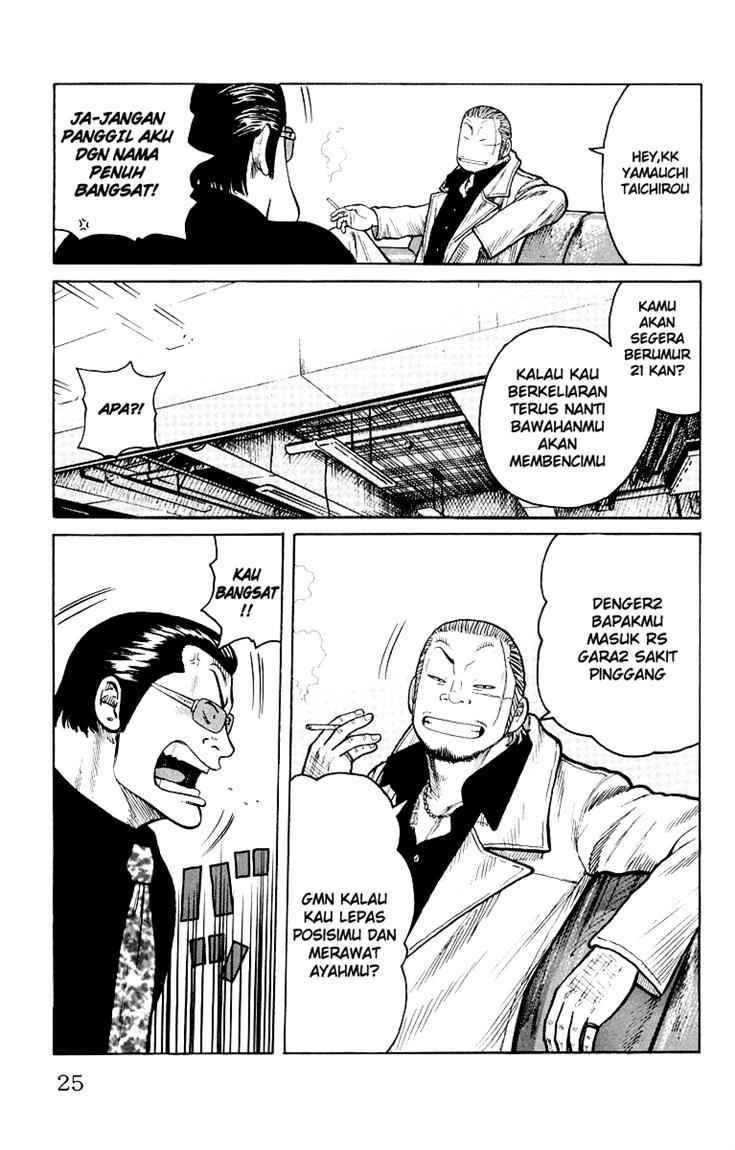 HEY,KK
YAMAUCHI
TAICHIROU
JA-JANGAN
PANGGIL AKU
DGN NAMA
PENUH
BANGSAT!
KAMU
AKAN
SEGERA
BERUMUR
21 KAN?
KALAU KAU
BERKELIARAN
TERUS NANTI
BAWAHANMU
AKAN
MEMBENCIMU
APA?!
DENGER2
BAPAKMU
MASUK RS
GARA2 SAKIT
PINGGANG
GMN KALAU
KAU LEPAS
POSISIMU DAN
MERAWAT
AYAHMU?
KAU
BANGSAT
!!
25